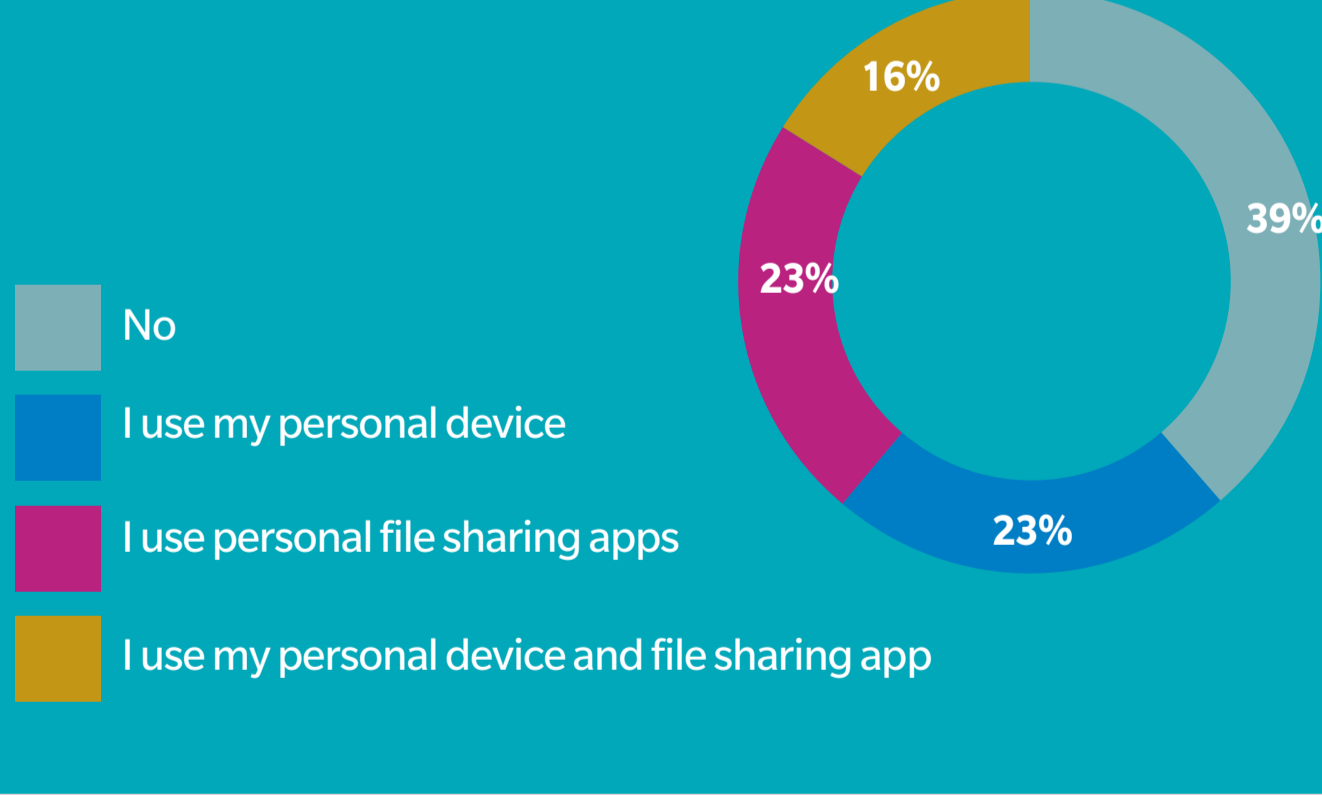 16%
39%
23%
No
I use my personal device
I use personal file sharing apps
23%
I use my personal device and file sharing app